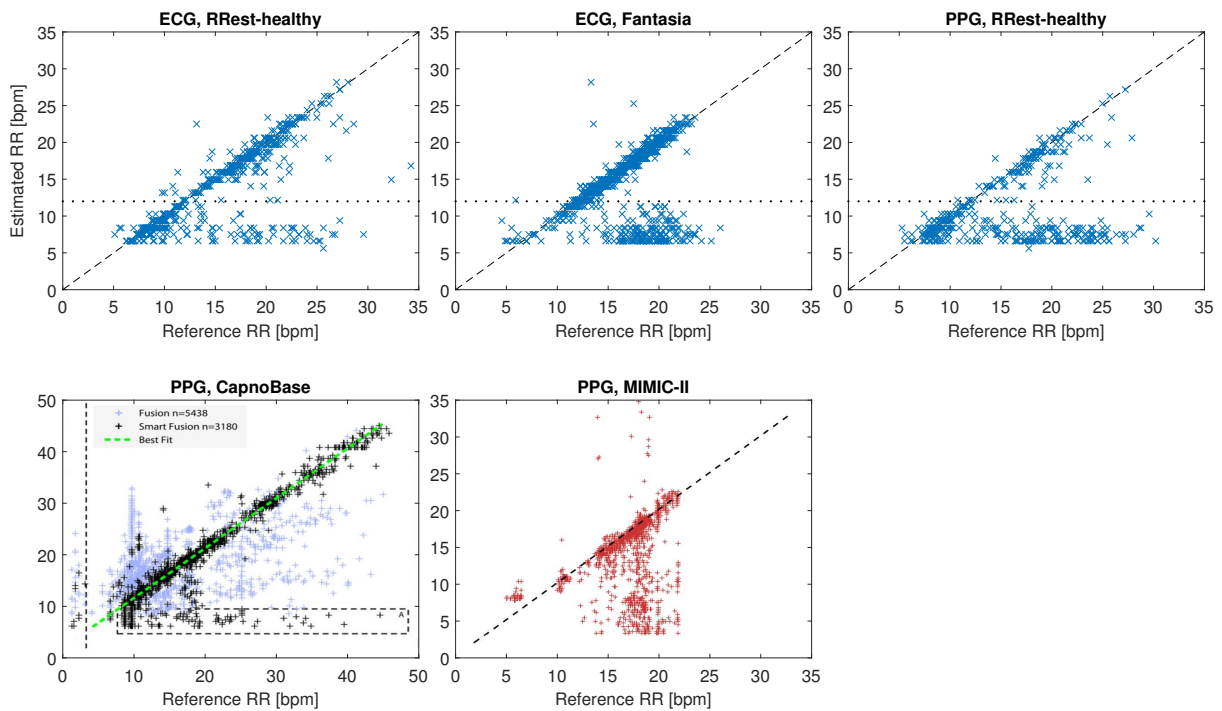 ECG, RRest-healthy
35
30
25
20
15
10
5
0
Estimated RR [bpm]
0 5 10 15 20 25 30 35
Reference RR [bpm]
ECG, Fantasia
35
30
25
20
15
10
5
0
0 5 10 15 20 25 30 35
Reference RR [bpm]
PPG, RRest-healthy
35
30
25
20
15
10
5
0
0 5 10 15 20 25 30 35
Reference RR [bpm]
PPG, CapnoBase
50
40
30
20
10
0
Fusion n=5438
Smart Fusion n=3180
Best Fit
A
0 10 20 30 40 50
Reference RR [bpm]
PPG, MIMIC-II
35
30
25
20
15
10
5
0
0 5 10 15 20 25 30 35
Reference RR [bpm]